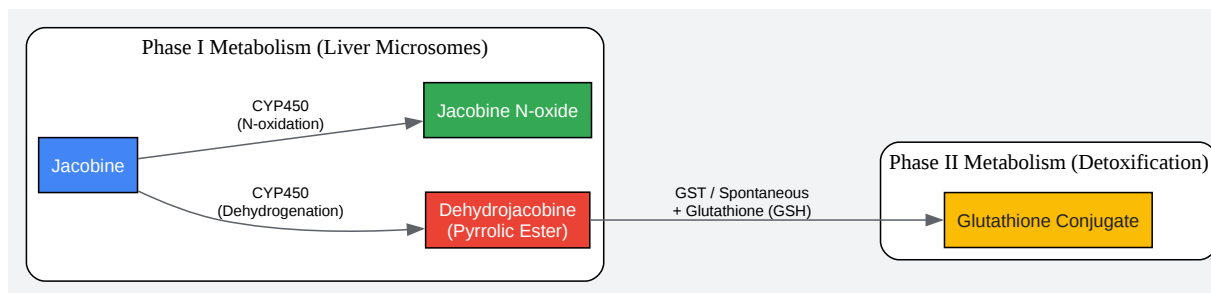 Phase I Metabolism (Liver Microsomes)
CYP450
(N-oxidation)
Jacobine N-oxide
Jacobine
CYP450
(Dehydrogenation)
Dehydrojacobine
(Pyrrolic Ester)
GST / Spontaneous
+ Glutathione (GSH)
Phase II Metabolism (Detoxification)
Glutathione Conjugate